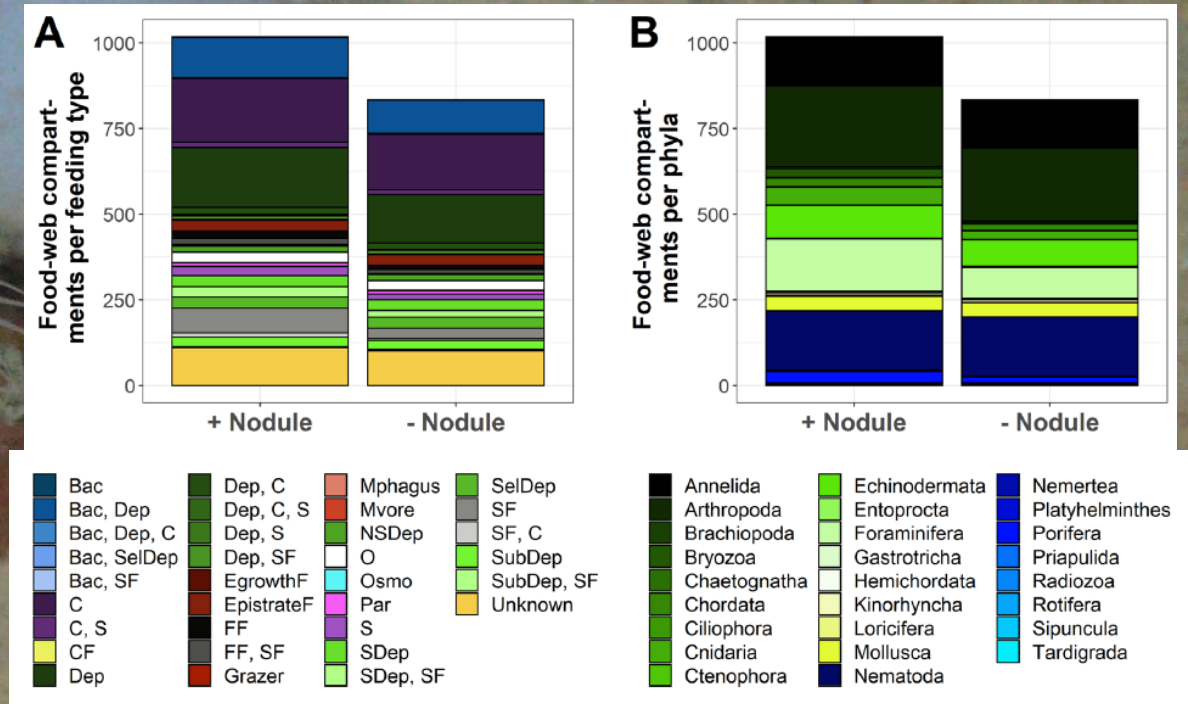 A
Food-web compart-
ments per feeding type
1000
750
500
250
0
+ Nodule
- Nodule
B
Food-web compart-
ments per phyla
1000
750
500
250
0
+ Nodule
- Nodule
Bac
Bac, Dep
Bac, Dep, C
Bac, SelDep
Bac, SF
C
C, S
CF
Dep
Dep, C
Dep, C, S
Dep, S
Dep, SF
EgrowthF
EpistrateF
FF
FF, SF
Grazer
Mphagus
Mvore
NSDep
O
Osmo
Par
S
SDep
SDep, SF
SelDep
SF
SF, C
SubDep
SubDep, SF
Unknown
Annelida
Arthropoda
Brachiopoda
Bryozoa
Chaetognatha
Chordata
Ciliophora
Cnidaria
Ctenophora
Echinodermata
Entoprocta
Foraminifera
Gastrotricha
Hemichordata
Kinorhyncha
Loricifera
Mollusca
Nematoda
Nemertea
Platyhelminthes
Porifera
Priapulida
Radiozoa
Rotifera
Sipuncula
Tardigrada